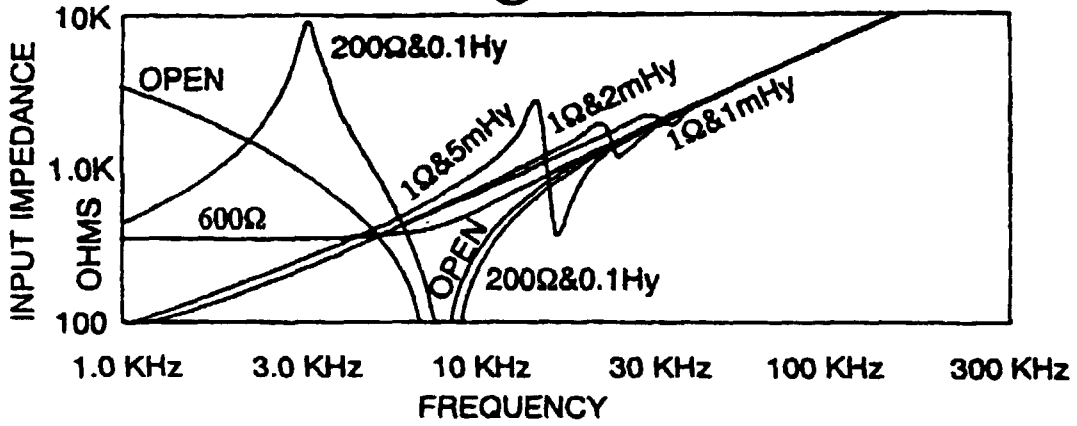 INPUT IMPEDANCE
OHMS
10K
1.0K
100
200Ω&0.1Hy
OPEN
1Ω&5mHy
1Ω&2mHy
1Ω&1mHy
600Ω
OPEN
200Ω&0.1Hy
1.0 KHz 3.0 KHz 10 KHz 30 KHz 100 KHz 300 KHz
FREQUENCY